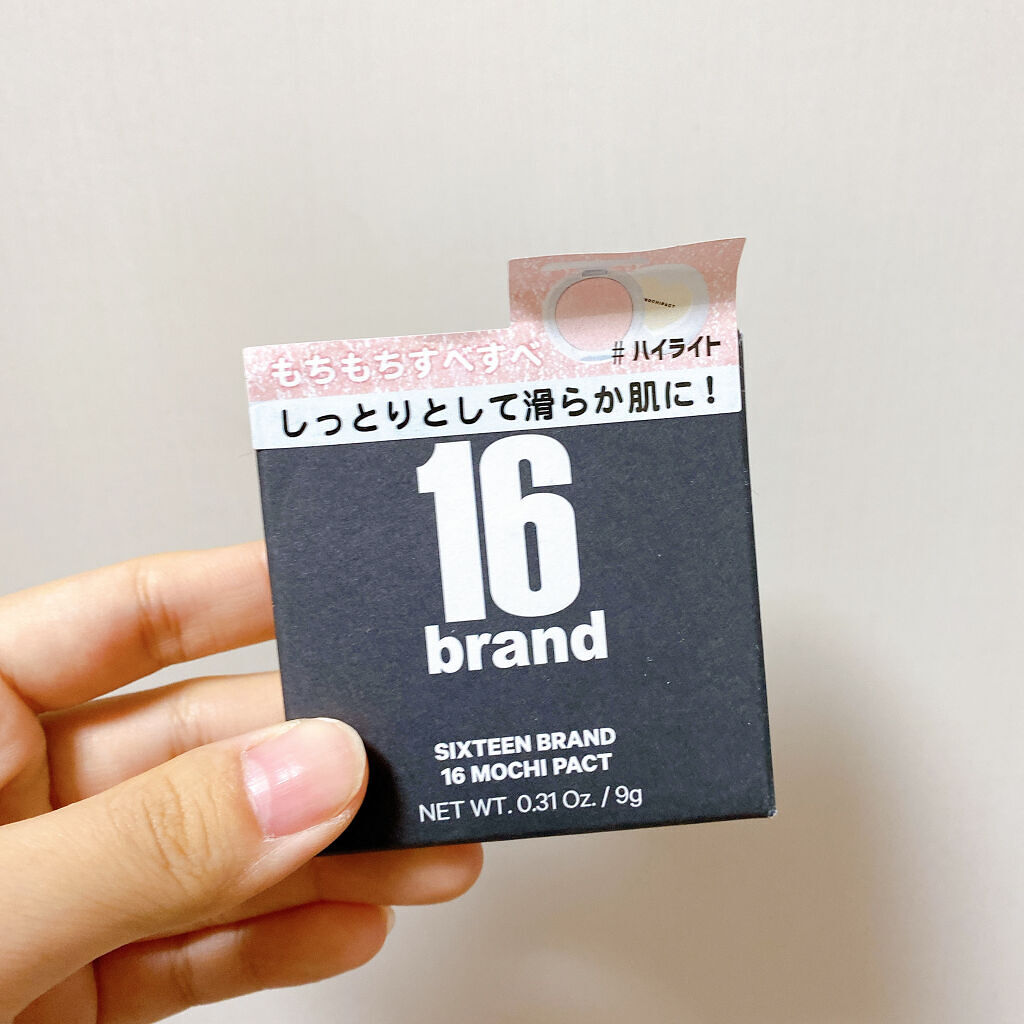 MOCHI PACT
# ハイライト
もちもちすべすべ
しっとりとして滑らか肌に！
16
brand
SIXTEEN BRAND
16 MOCHI PACT
NET WT. 0.31 Oz. / 9g